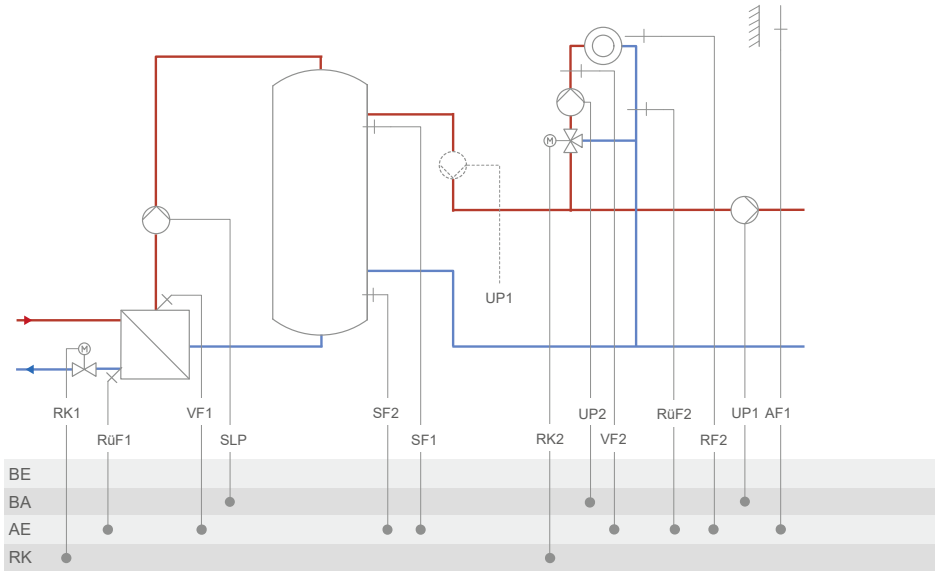 M
UP1
M
RK1
VF1
SF2
UP2
RüF2
UP1
AF1
RüF1
SLP
SF1
RK2
VF2
RF2
BE
BA
AE
RK